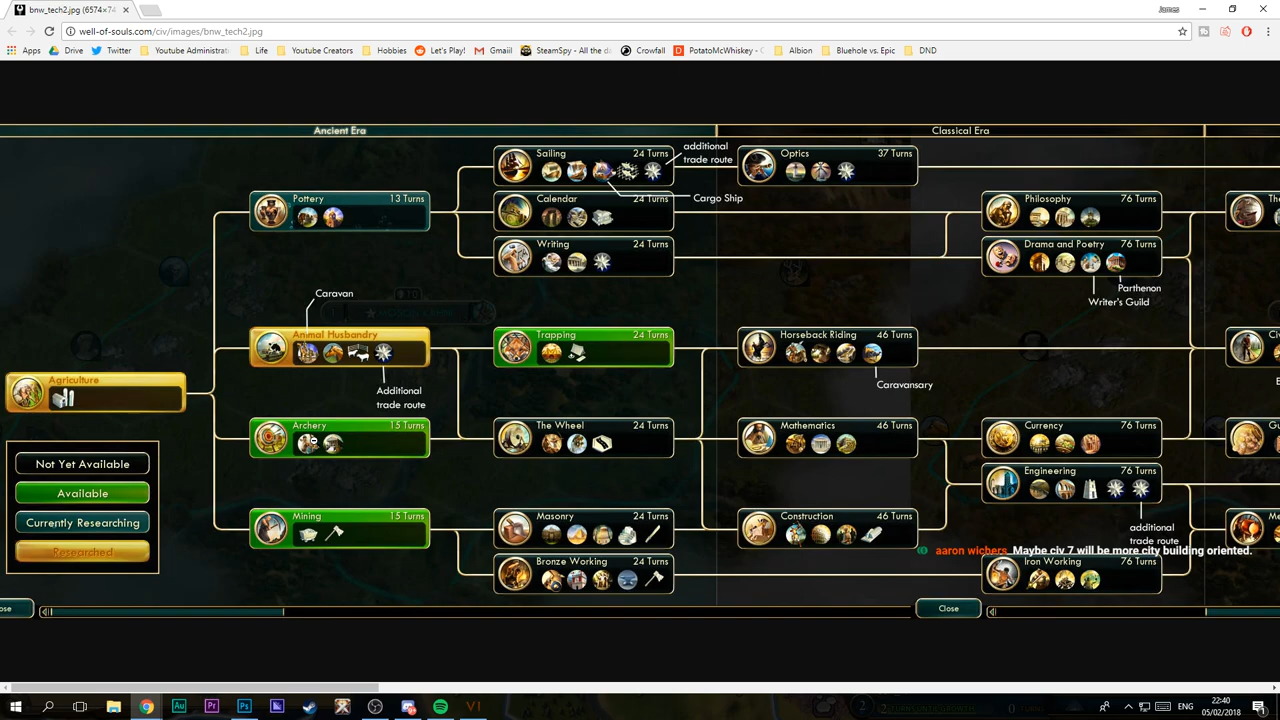 bnw_tech2.jpg (6574×74
James
well-of-souls.com/civ/images/bnw_tech2.jpg
Apps Drive Twitter Youtube Administrat Life Youtube Creators Hobbies Let's Play! Gmail SteamSpy - All the d Crowfall PotatoMcWhiskey - C Albion Bluehole vs. Epic DND
Ancient Era Classical Era
Sailing 24 Turns
additional
trade route
Optics 37 Turns
Cargo Ship
Pottery 13 Turns
Calendar 24 Turns
Philosophy 76 Turns
Writing 24 Turns
Drama and Poetry 76 Turns
Parthenon
Writer's Guild
Caravan
Animal Husbandry
Trapping 24 Turns
Horseback Riding 46 Turns
Caravansary
Additional
trade route
Agriculture
Archery 15 Turns
The Wheel 24 Turns
Mathematics 46 Turns
Currency 76 Turns
Engineering 76 Turns
additional
trade route
Not Yet Available
Available
Currently Researching
Researched
Mining 15 Turns
Masonry 24 Turns
Construction 46 Turns
aaron wichers Maybe civ 7 will be more city building oriented.
Bronze Working 24 Turns
Iron Working 76 Turns
ose
Close
ENG
22:40
05/02/2018